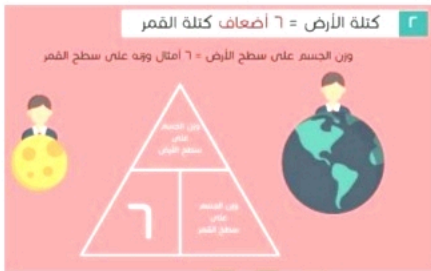 ٢ كتلة الأرض = ٦ أضعاف كتلة القمر
وزن الجسم على سطح الأرض = ٦ أمثال وزنه على سطح القمر
وزن الجسم
على
سطح الأرض
٦
وزن الجسم
على
سطح القمر